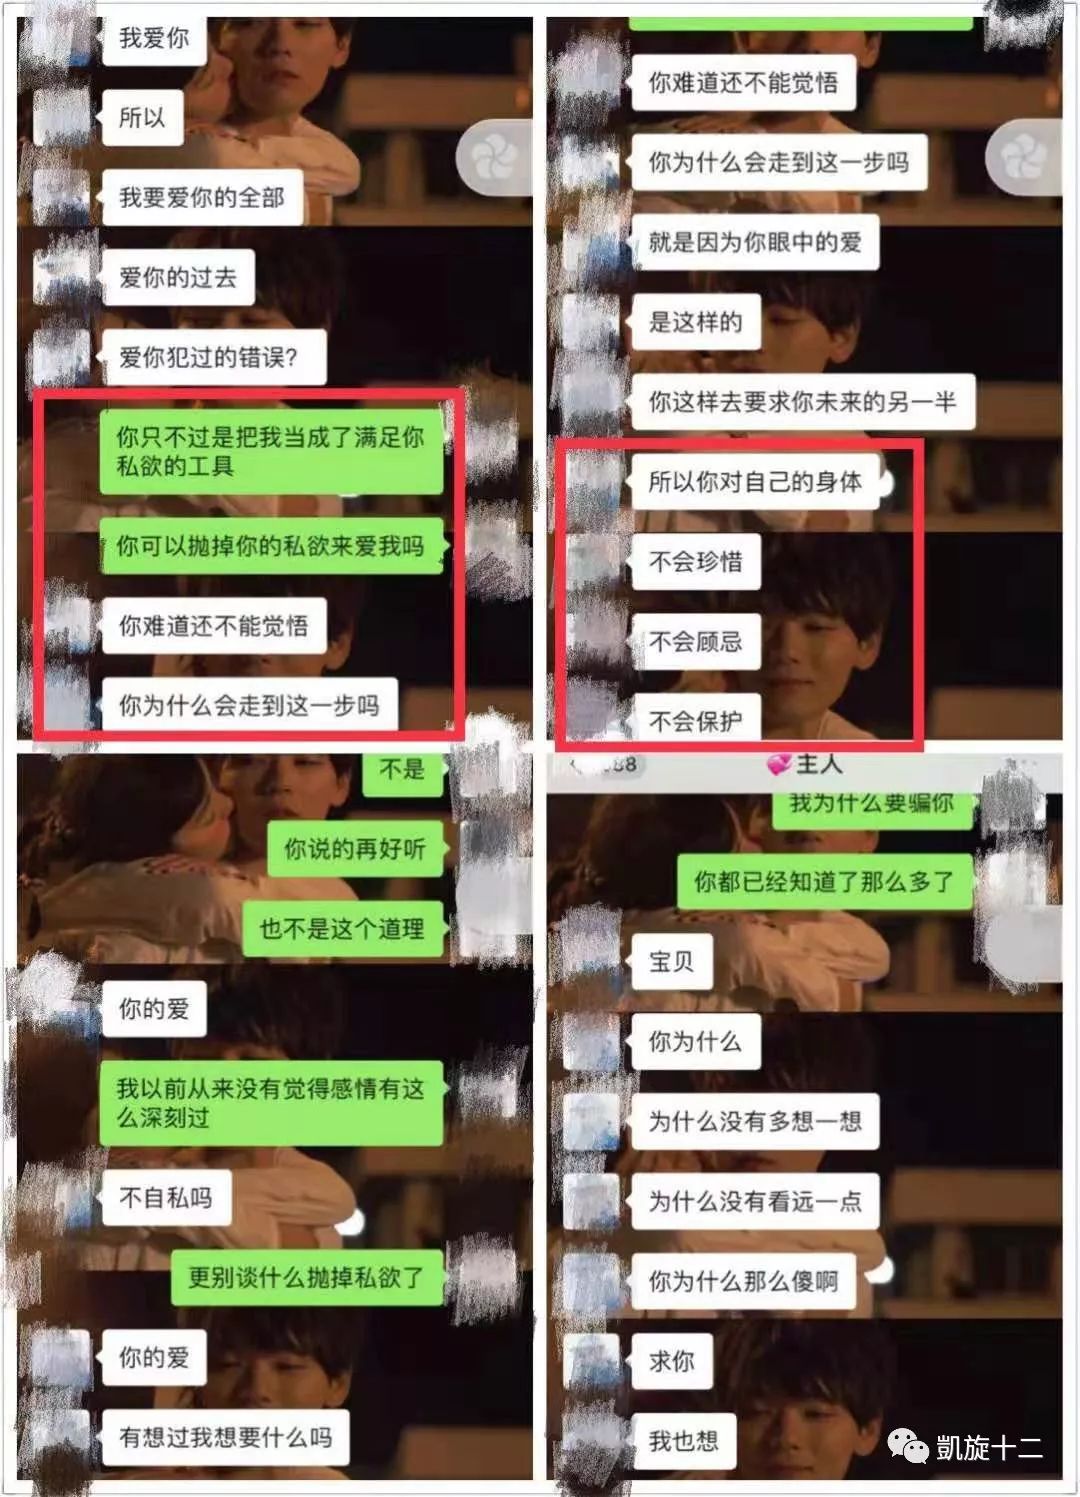 我爱你
所以
我要爱你的全部
爱你的过去
爱你犯过的错误?
你只不过是把我当成了满足你
私欲的工具
你可以抛掉你的私欲来爱我吗
你难道还不能觉悟
你为什么会走到这一步吗
你难道还不能觉悟
你为什么会走到这一步吗
就是因为你眼中的爱
是这样的
你这样去要求你未来的另一半
所以你对自己的身体
不会珍惜
不会顾忌
不会保护
不是
你说的再好听
也不是这个道理
你的爱
我以前从来没有觉得感情有这
么深刻过
不自私吗
更别谈什么抛掉私欲了
你的爱
有想过我想要什么吗
主人
我为什么要骗你
你都已经知道了那么多了
宝贝
你为什么
为什么没有多想一想
为什么没有看远一点
你为什么那么傻啊
求你
我也想
凱旋十二